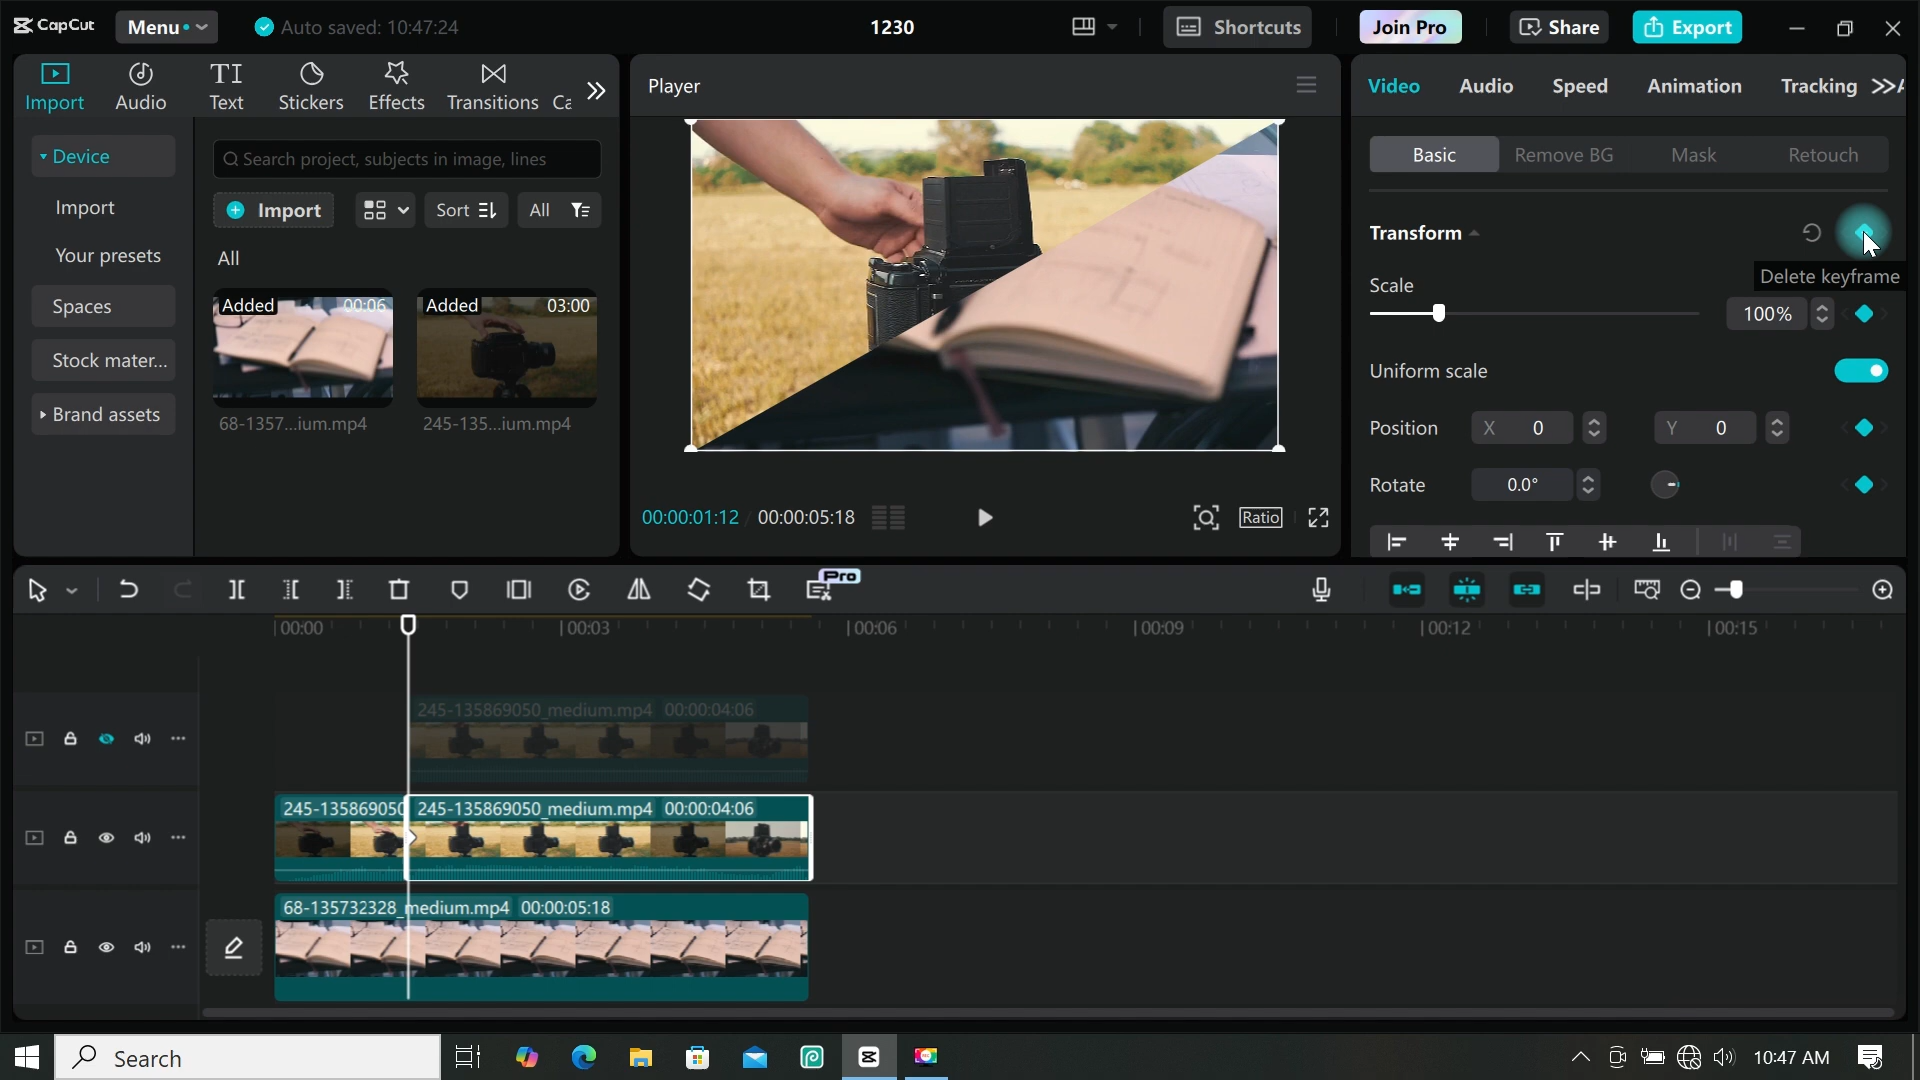 CapCut
Menu
Auto saved: 10:47:24
1230
Shortcuts
Join Pro
Share
Export
Import
Audio
Text
Stickers
Effects
Transitions
Ca
Device
Import
Your presets
Spaces
Stock mater...
Brand assets
Search project, subjects in image, lines
Import
Sort
All
All
Added
00:06
68-1357...ium.mp4
Added
03:00
245-135...ium.mp4
Player
00:00:01:12
00:00:05:18
Ratio
Video
Audio
Speed
Animation
Tracking
Basic
Remove BG
Mask
Retouch
Transform
Delete keyframe
Scale
100%
Uniform scale
Position
X 0
Y 0
Rotate
0.0°
Pro
00:00
00:03
00:06
00:09
00:12
00:15
245-135869050_medium.mp4 00:00:04:06
245-135869050
245-135869050_medium.mp4 00:00:04:06
68-135732328_medium.mp4 00:00:05:18
Search
10:47 AM